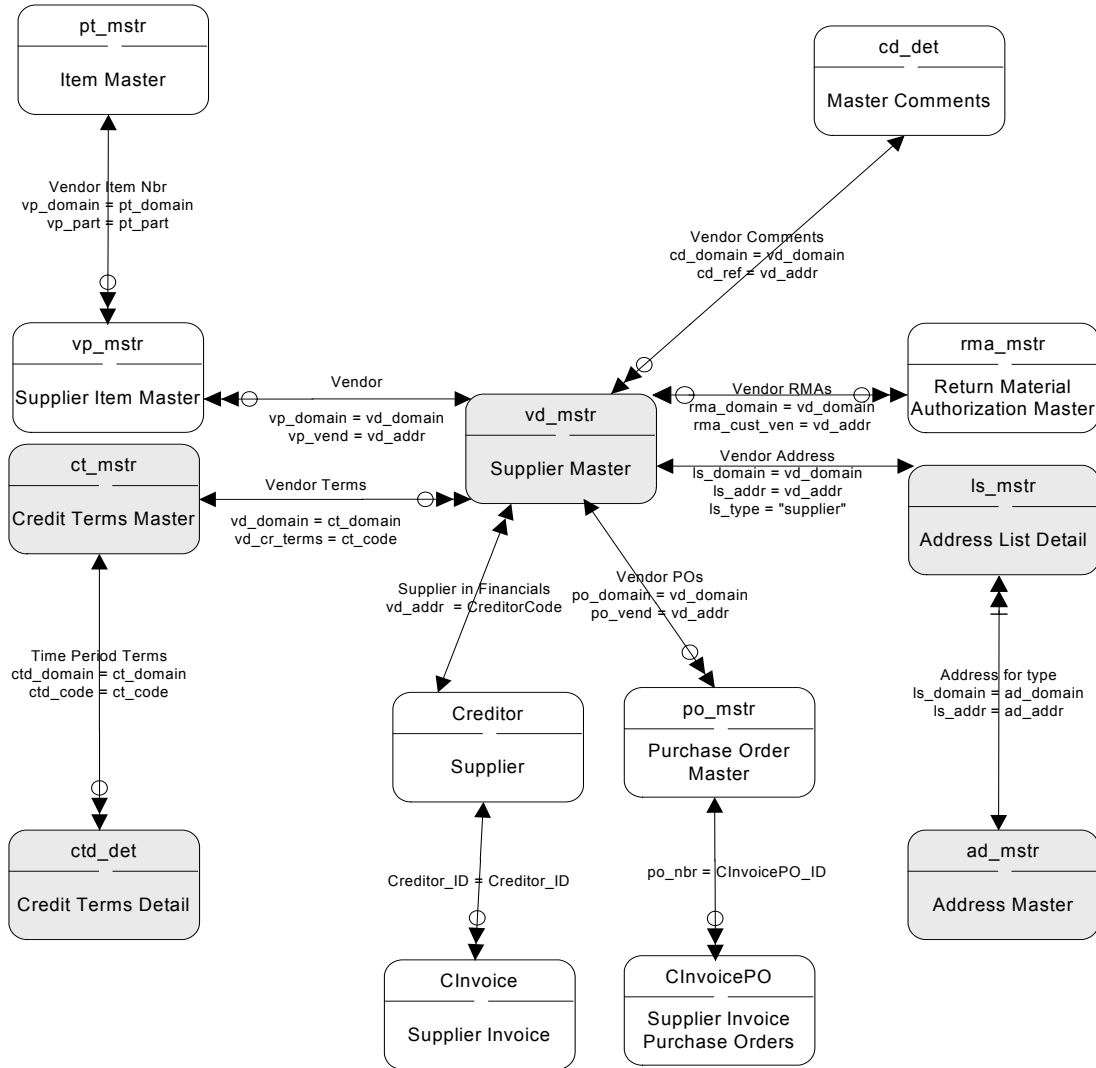 pt_mstr
Item Master
cd_det
Master Comments
Vendor Item Nbr
vp_domain = pt_domain
vp_part = pt_part
Vendor Comments
cd_domain = vd_domain
cd_ref = vd_addr
vp_mstr
Supplier Item Master
Vendor
vp_domain = vd_domain
vp_vend = vd_addr
vd_mstr
Supplier Master
Vendor RMAs
rma_domain = vd_domain
rma_cust_ven = vd_addr
rma_mstr
Return Material
Authorization Master
ct_mstr
Credit Terms Master
Vendor Terms
vd_domain = ct_domain
vd_cr_terms = ct_code
Vendor Address
ls_domain = vd_domain
ls_addr = vd_addr
ls_type = "supplier"
ls_mstr
Address List Detail
Supplier in Financials
vd_addr = CreditorCode
Vendor POs
po_domain = vd_domain
po_vend = vd_addr
Time Period Terms
ctd_domain = ct_domain
ctd_code = ct_code
Address for type
ls_domain = ad_domain
ls_addr = ad_addr
Creditor
Supplier
po_mstr
Purchase Order
Master
ctd_det
Credit Terms Detail
Creditor_ID = Creditor_ID
po_nbr = CInvoicePO_ID
ad_mstr
Address Master
CInvoice
Supplier Invoice
CInvoicePO
Supplier Invoice
Purchase Orders